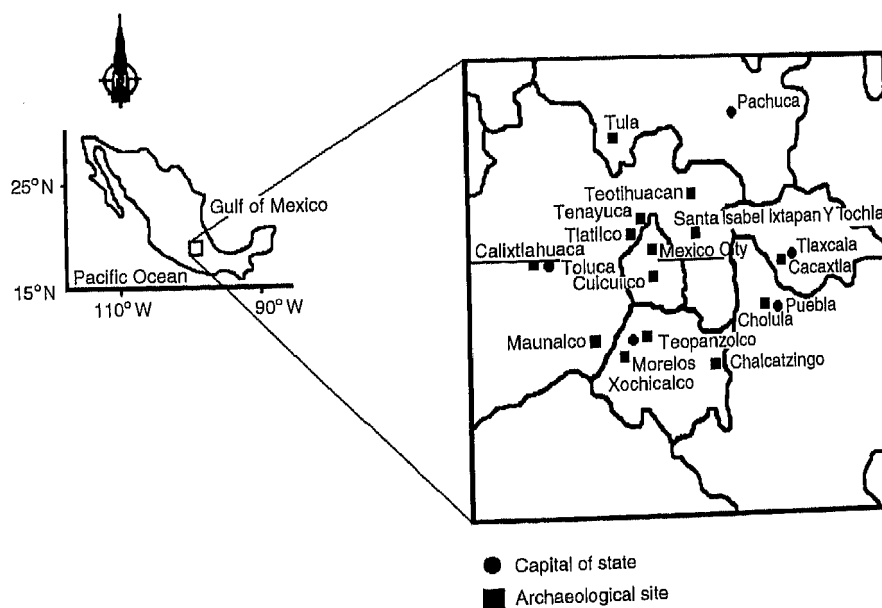 N
25°N
Gulf of Mexico
Pacific Ocean
15°N
110°W
90°W
Pachuca
Tula
Teotihuacan
Tenayuca
Santa Isabel Ixtapan Y Tochla
Tlatilco
Calixtlahuaca
Mexico City
Tlaxcala
Toluca
Cacaxtla
Culcuilco
Puebla
Cholula
Maunalco
Teopanzolco
Morelos
Chalcatzingo
Xochicalco
Capital of state
Archaeological site